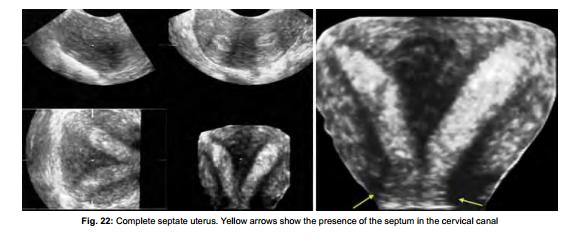 Fig. 22: Complete septate uterus. Yellow arrows show the presence of the septum in the cervical canal